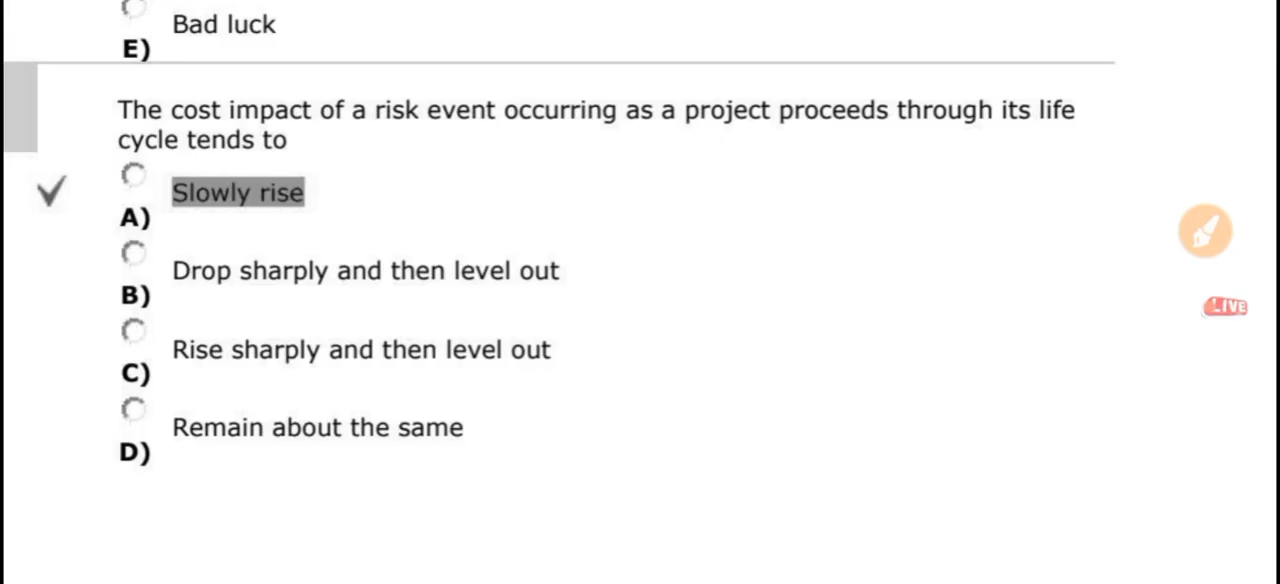 Bad luck
E)
The cost impact of a risk event occurring as a project proceeds through its life
cycle tends to
Slowly rise
A)
Drop sharply and then level out
B)
Rise sharply and then level out
C)
Remain about the same
D)
LIVE